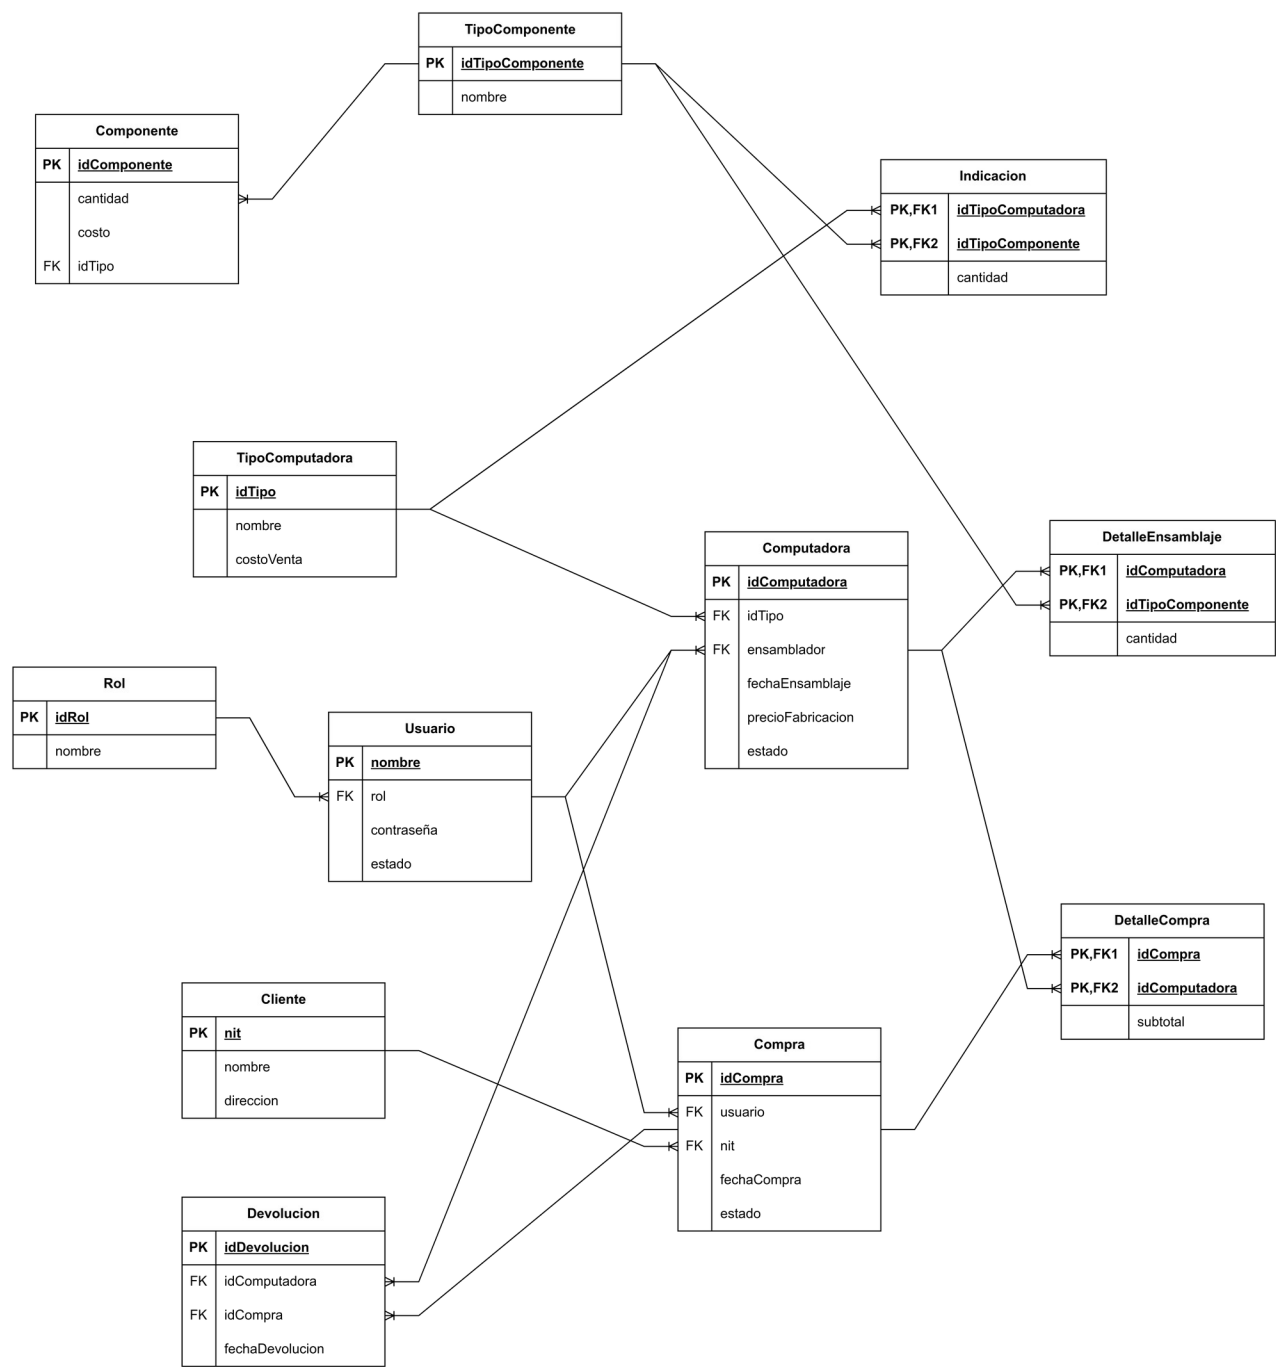 TipoComponente
PK idTipoComponente
nombre
Componente
PK idComponente
cantidad
costo
FK idTipo
Indicacion
PK,FK1 idTipoComputadora
PK,FK2 idTipoComponente
cantidad
TipoComputadora
PK idTipo
nombre
costoVenta
Computadora
PK idComputadora
FK idTipo
FK ensamblador
fechaEnsamblaje
precioFabricacion
estado
DetalleEnsamblaje
PK,FK1 idComputadora
PK,FK2 idTipoComponente
cantidad
Rol
PK idRol
nombre
Usuario
PK nombre
FK rol
contraseña
estado
DetalleCompra
PK,FK1 idCompra
PK,FK2 idComputadora
subtotal
Cliente
PK nit
nombre
direccion
Compra
PK idCompra
FK usuario
FK nit
fechaCompra
estado
Devolucion
PK idDevolucion
FK idComputadora
FK idCompra
fechaDevolucion